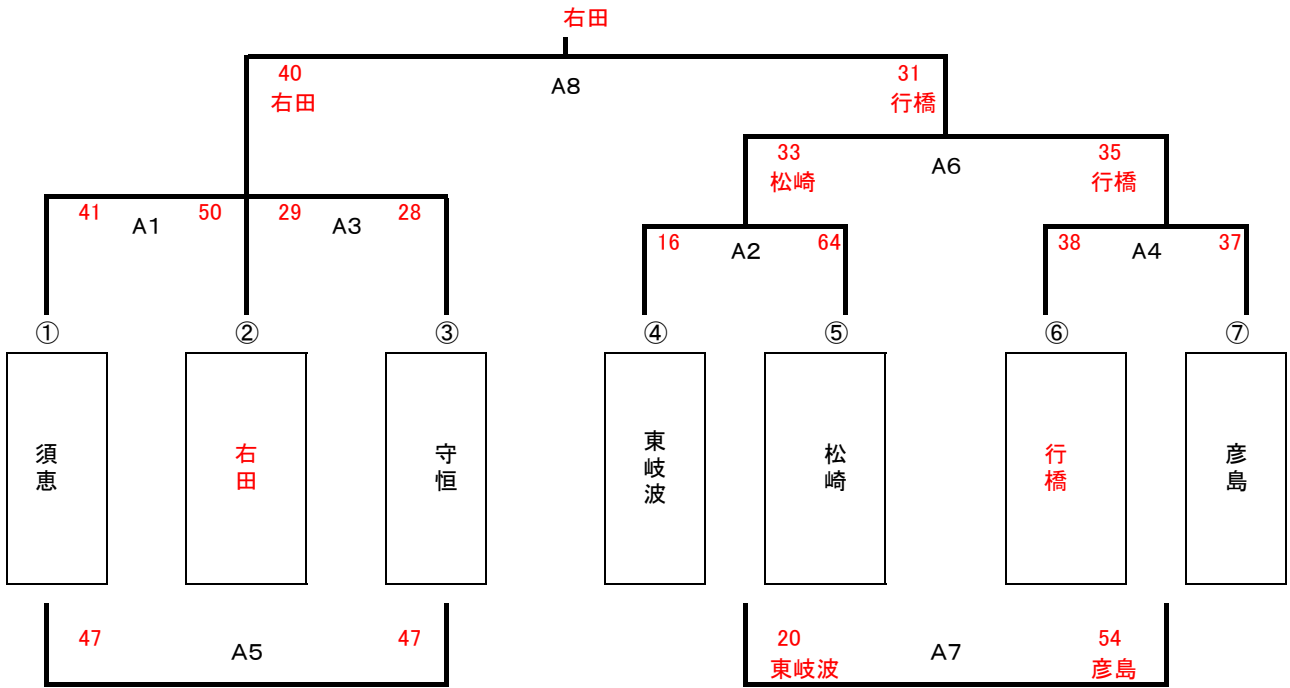 右田
40 A8 31
右田 行橋
33 A6 35
松崎 行橋
41 A1 50 29 A3 28
16 A2 64 38 A4 37
① ② ③ ④ ⑤ ⑥ ⑦
須恵
右田
守恒
東岐波
松崎
行橋
彦島
47 A5 47
20 A7 54
東岐波 彦島